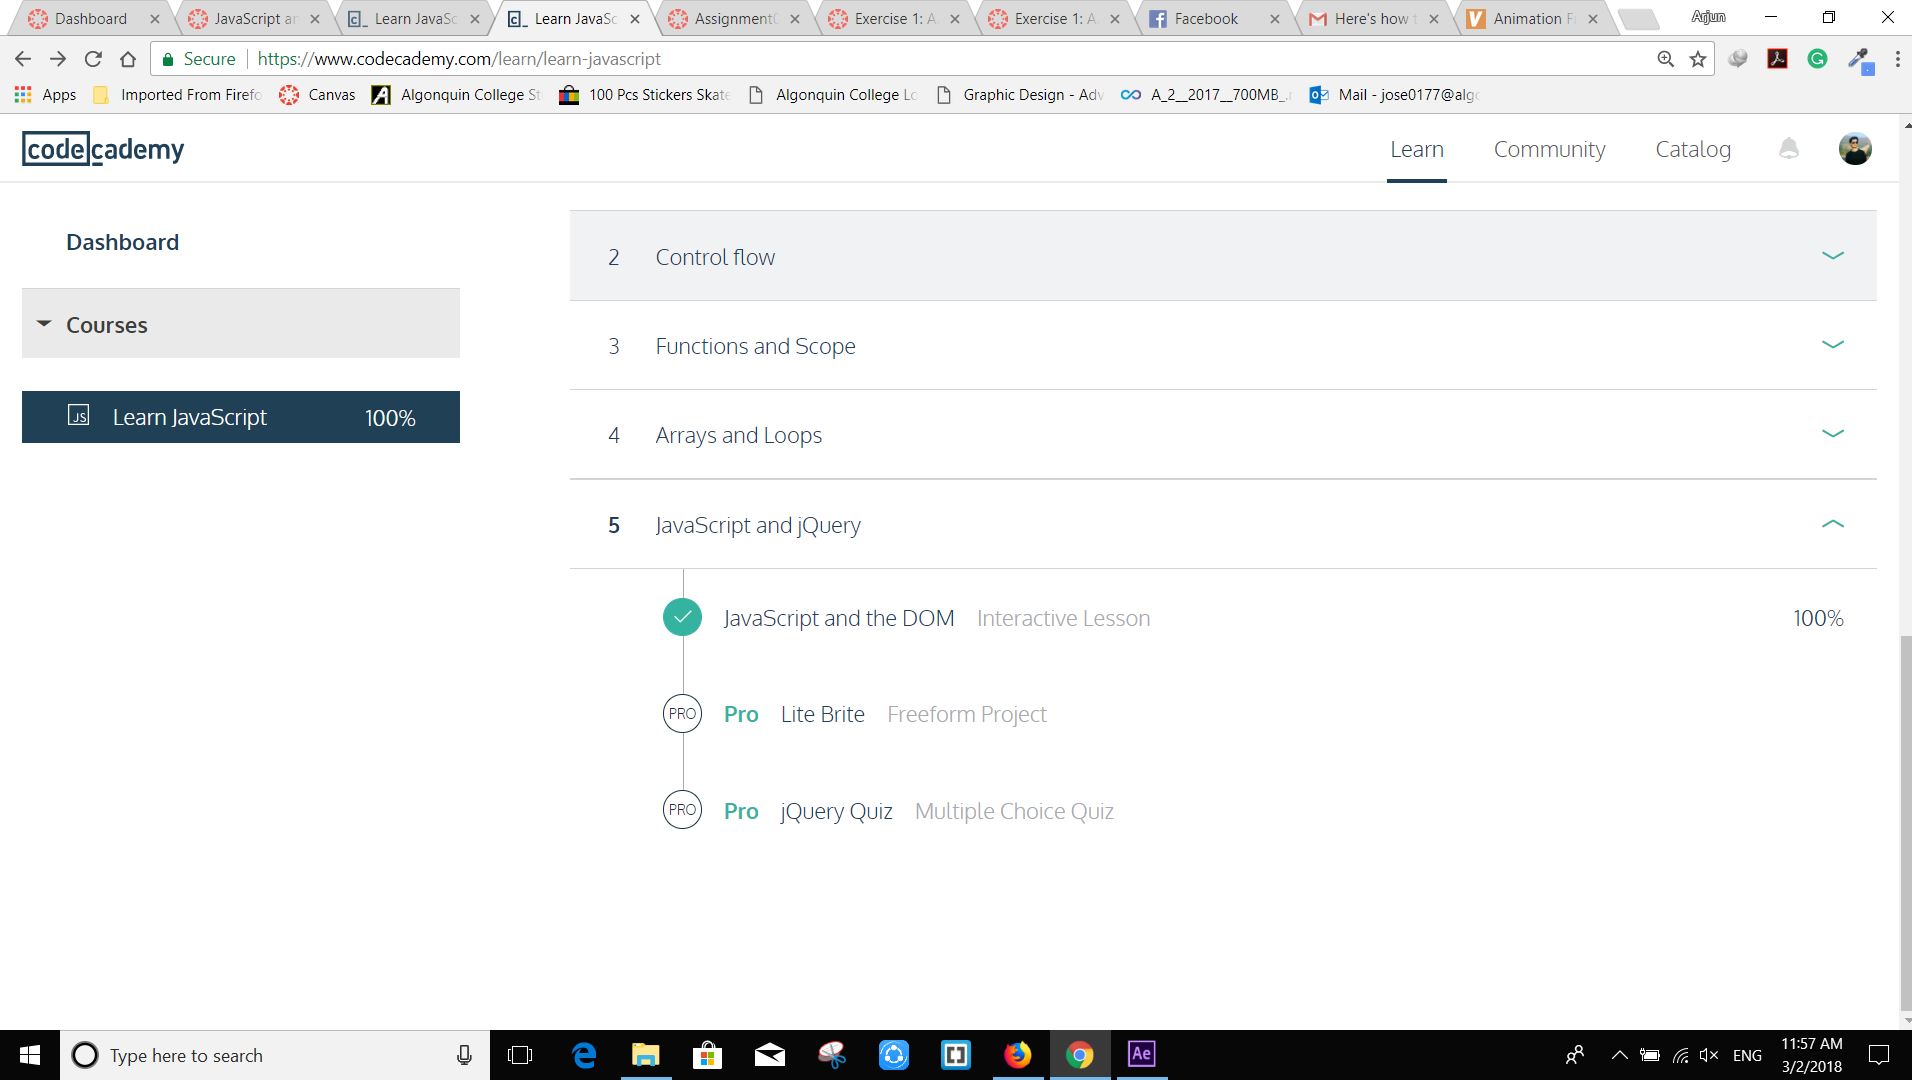 Dashboard
JavaScript an
Learn JavaSc
Learn JavaSc
Assignment
Exercise 1: A
Exercise 1: A
Facebook
Here's how t
Animation F
Arjun
Secure
https://www.codecademy.com/learn/learn-javascript
Apps
Imported From Firefo
Canvas
Algonquin College St
100 Pcs Stickers Skate
Algonquin College Lo
Graphic Design - Adv
A_2__2017__700MB_.r
Mail - jose0177@algo
codecademy
Learn
Community
Catalog
Dashboard
Courses
JS Learn JavaScript 100%
2 Control flow
3 Functions and Scope
4 Arrays and Loops
5 JavaScript and jQuery
JavaScript and the DOM Interactive Lesson 100%
PRO Pro Lite Brite Freeform Project
PRO Pro jQuery Quiz Multiple Choice Quiz
Type here to search
Ae
ENG
11:57 AM
3/2/2018